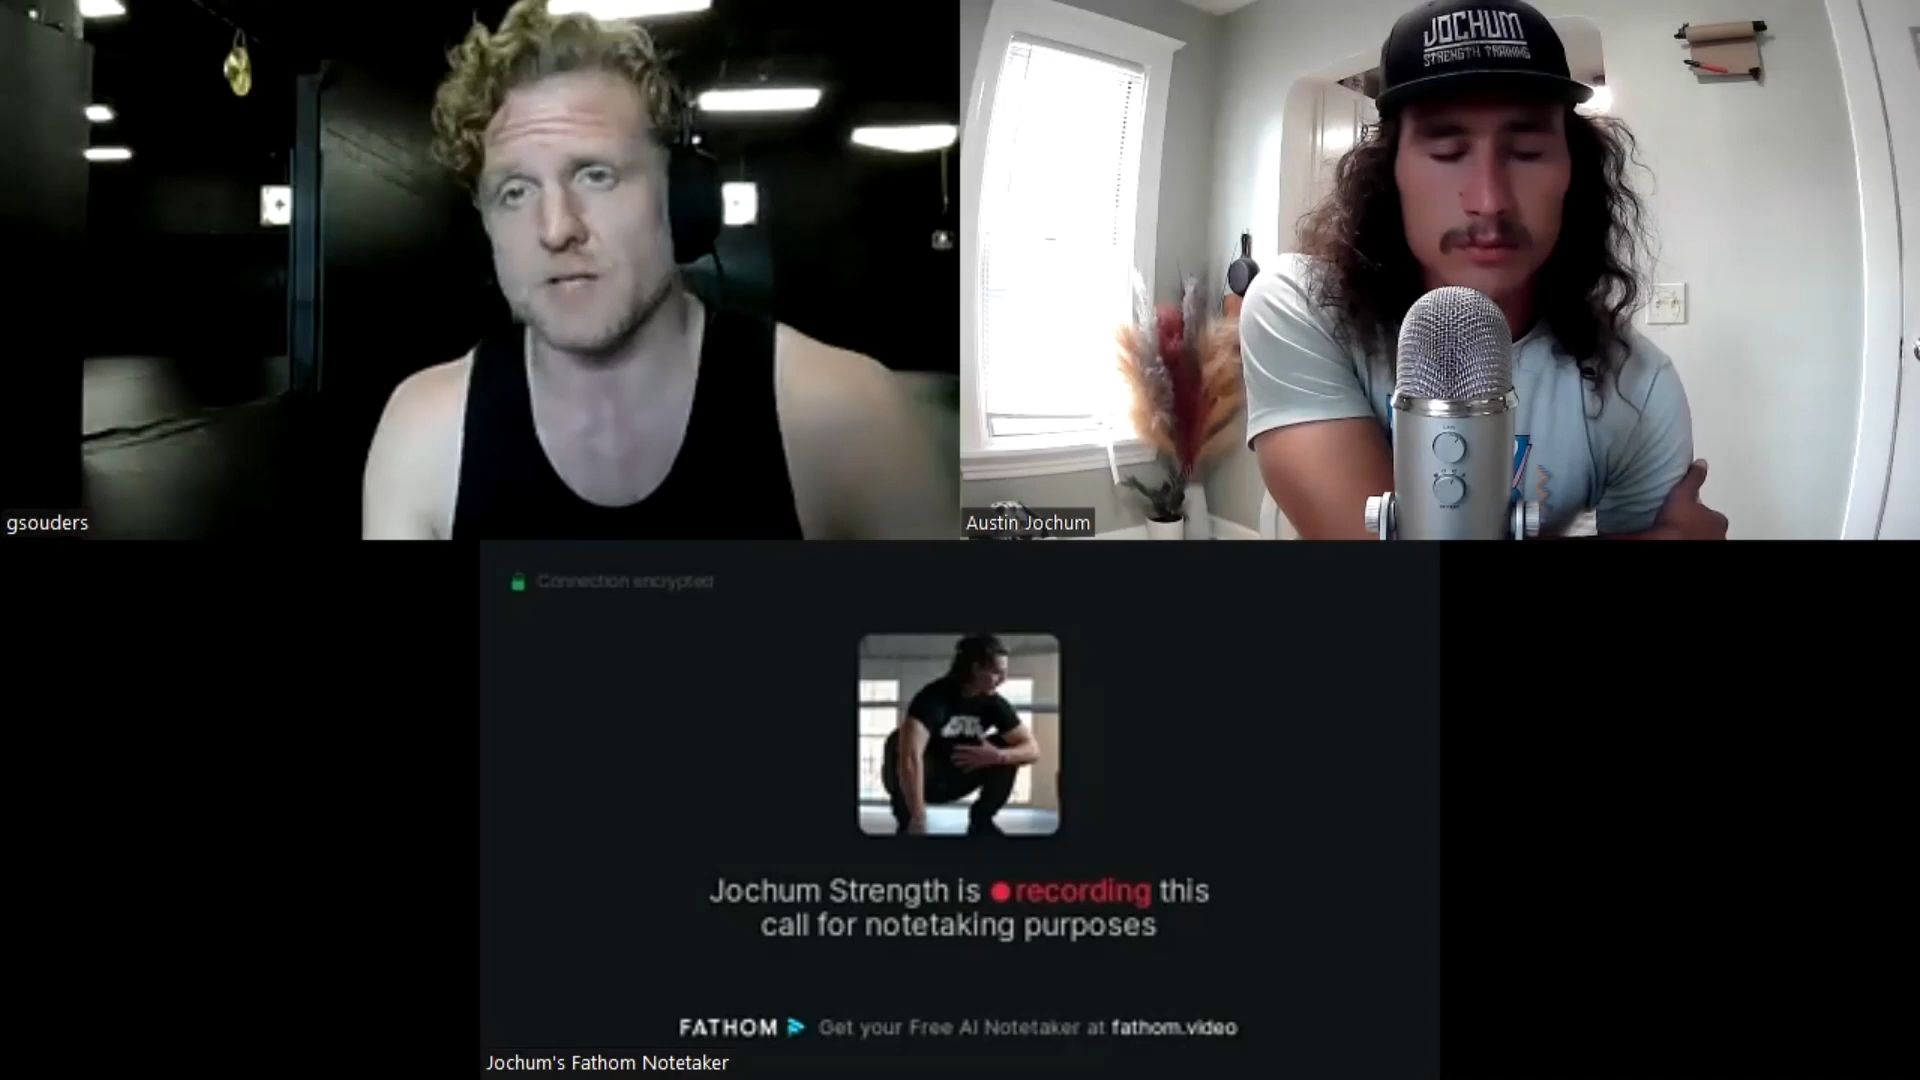 JOCHUM
STRENGTH TRAINING
gsouders
Austin Jochum
Connection encrypted
Jochum Strength is recording this
call for notetaking purposes
FATHOM Get your Free AI Notetaker at fathom.video
Jochum's Fathom Notetaker